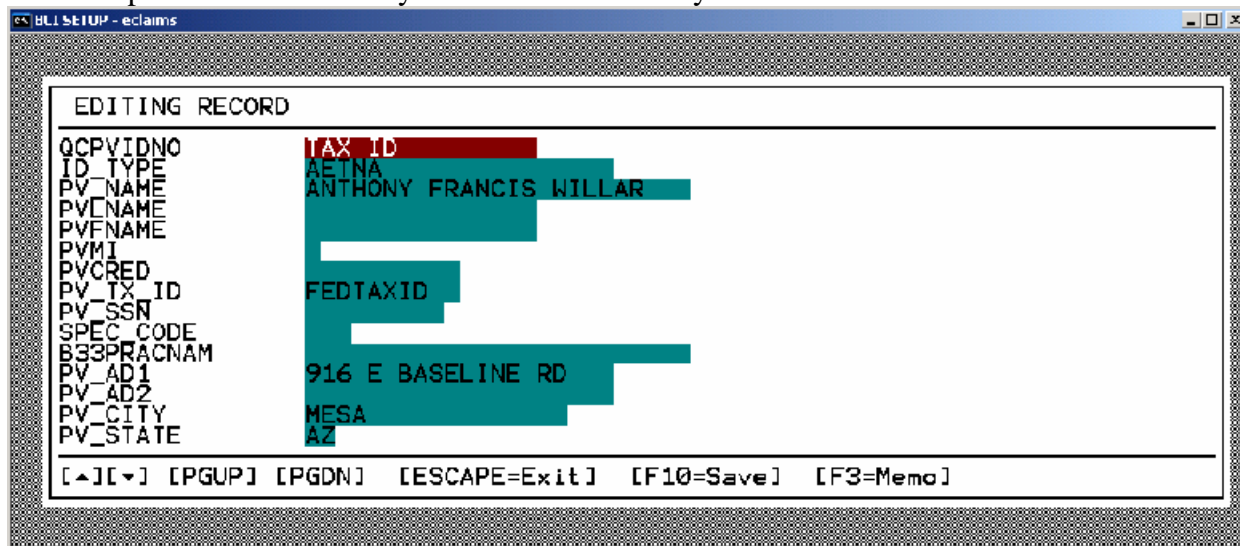 BCI SETUP - eclaims
EDITING RECORD
QCPVIDNO TAX ID
ID_TYPE AETNA
PV_NAME ANTHONY FRANCIS WILLAR
PVLNAME
PVFNAME
PVMI
PVCRED
PV_TX_ID FEDTAXID
PV_SSN
SPEC_CODE
B33PRACNAM
PV_AD1 916 E BASELINE RD
PV_AD2
PV_CITY MESA
PV_STATE AZ
[▲][▼] [PGUP] [PGDN] [ESCAPE=Exit] [F10=Save] [F3=Memo]